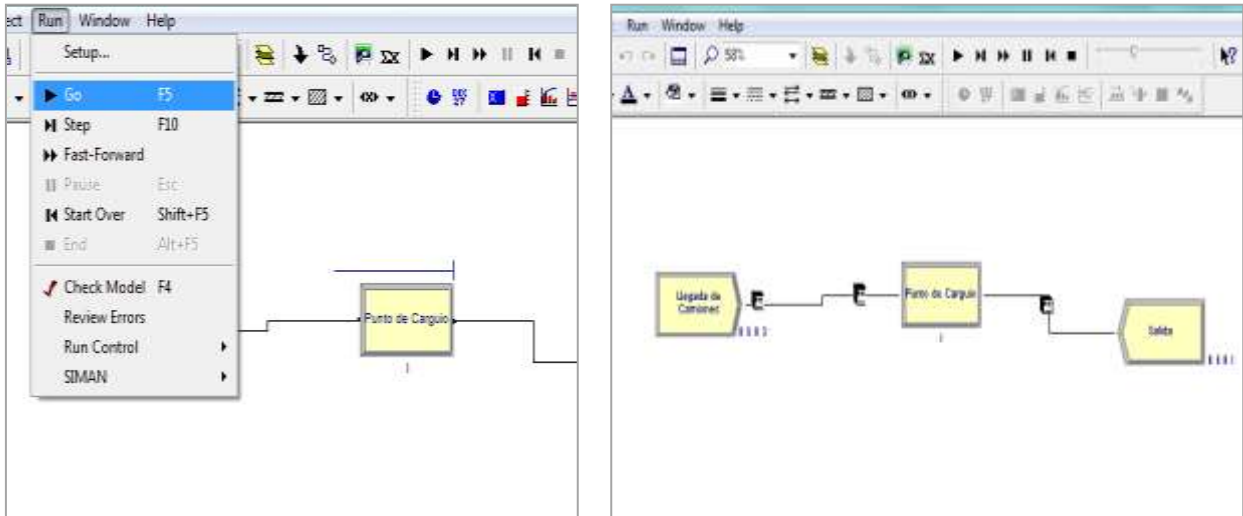 ect Run Window Help
Setup...
Go F5
Step F10
Fast-Forward
Pause Esc
Start Over Shift+F5
End Alt+F5
Check Model F4
Review Errors
Run Control
SIMAN
Punto de Carguio
Run Window Help
58%
Llegada de
Camiones
Punto de Carguio
Salida